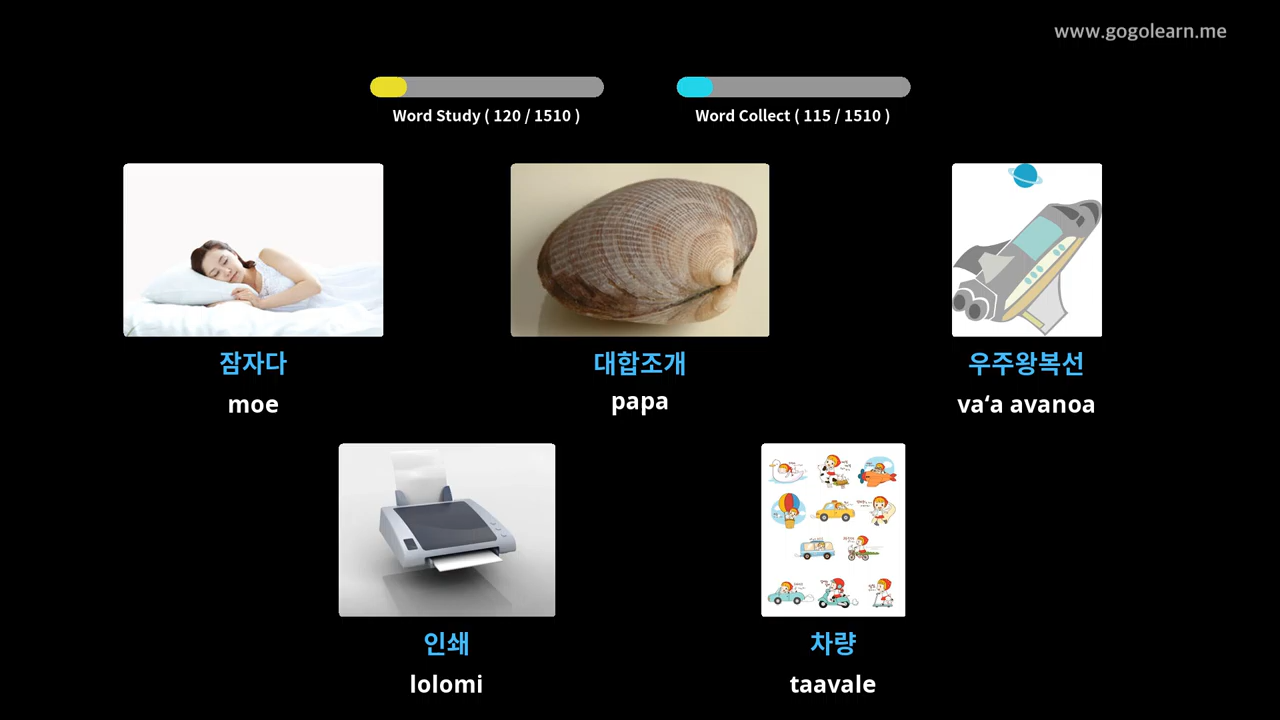 www.gogolearn.me
Word Study ( 120 / 1510 )
Word Collect ( 115 / 1510 )
잠자다
moe
대합조개
papa
우주왕복선
vaʻa avanoa
인쇄
lolomi
차량
taavale